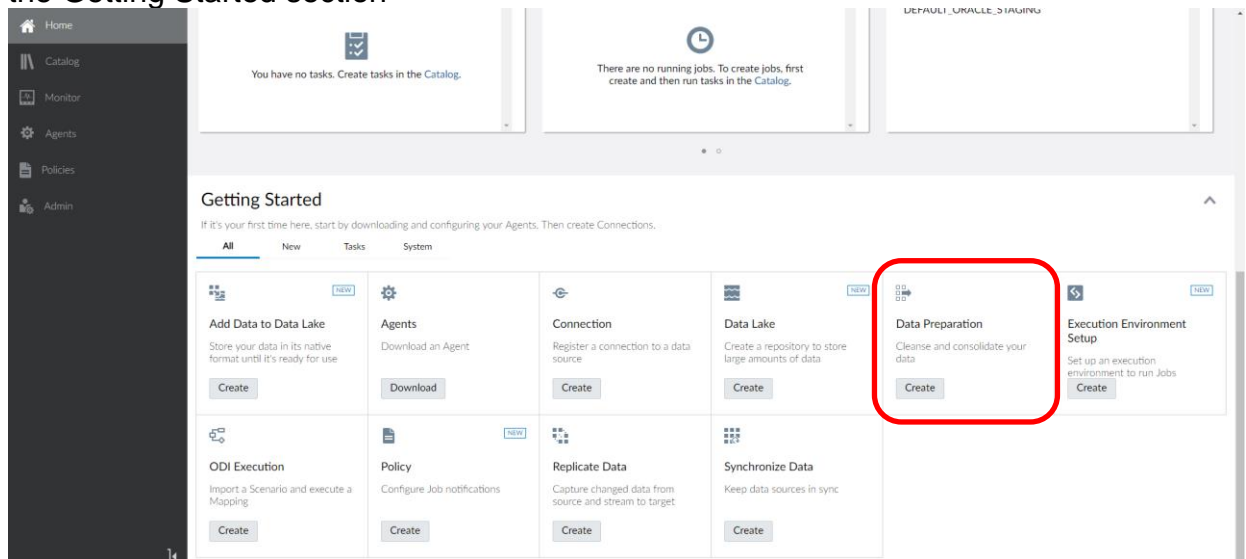 the Getting Started section
Home
Catalog
Monitor
Agents
Policies
Admin
You have no tasks. Create tasks in the Catalog.
There are no running jobs. To create jobs, first
create and then run tasks in the Catalog.
DEFAULT_ORACLE_STAGING
Getting Started
If it's your first time here, start by downloading and configuring your Agents. Then create Connections.
All New Tasks System
NEW
Add Data to Data Lake
Store your data in its native
format until it's ready for use
Create
Agents
Download an Agent
Download
Connection
Register a connection to a data
source
Create
NEW
Data Lake
Create a repository to store
large amounts of data
Create
Data Preparation
Cleanse and consolidate your
data
Create
NEW
Execution Environment
Setup
Set up an execution
environment to run Jobs
Create
ODI Execution
Import a Scenario and execute a
Mapping
Create
NEW
Policy
Configure Job notifications
Create
Replicate Data
Capture changed data from
source and stream to target
Create
Synchronize Data
Keep data sources in sync
Create